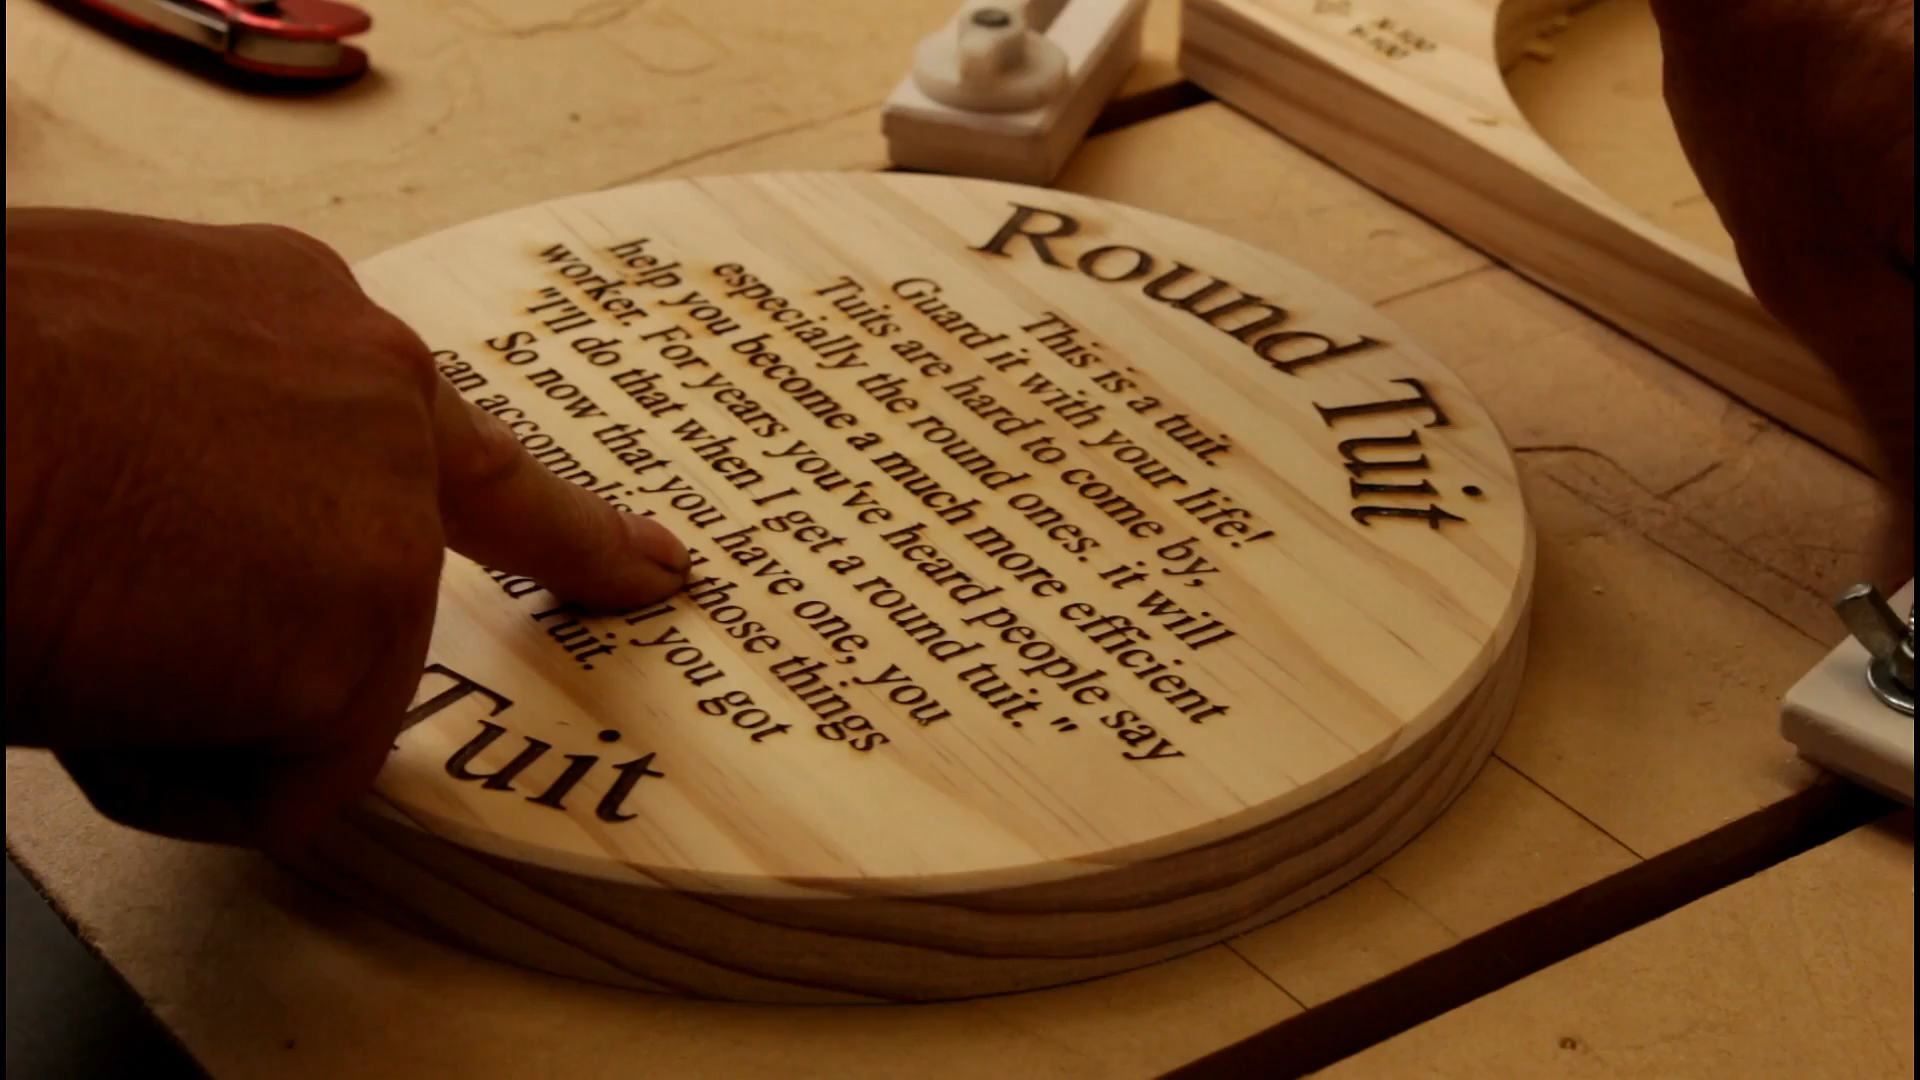 Round Tuit
This is a tuit.
Guard it with your life!
Tuits are hard to come by,
especially the round ones. it will
help you become a much more efficient
worker. For years you've heard people say
"I'll do that when I get a round tuit. "
So now that you have one, you
can accomplish those things
you got
Tuit.
Tuit
X-100
Y-100